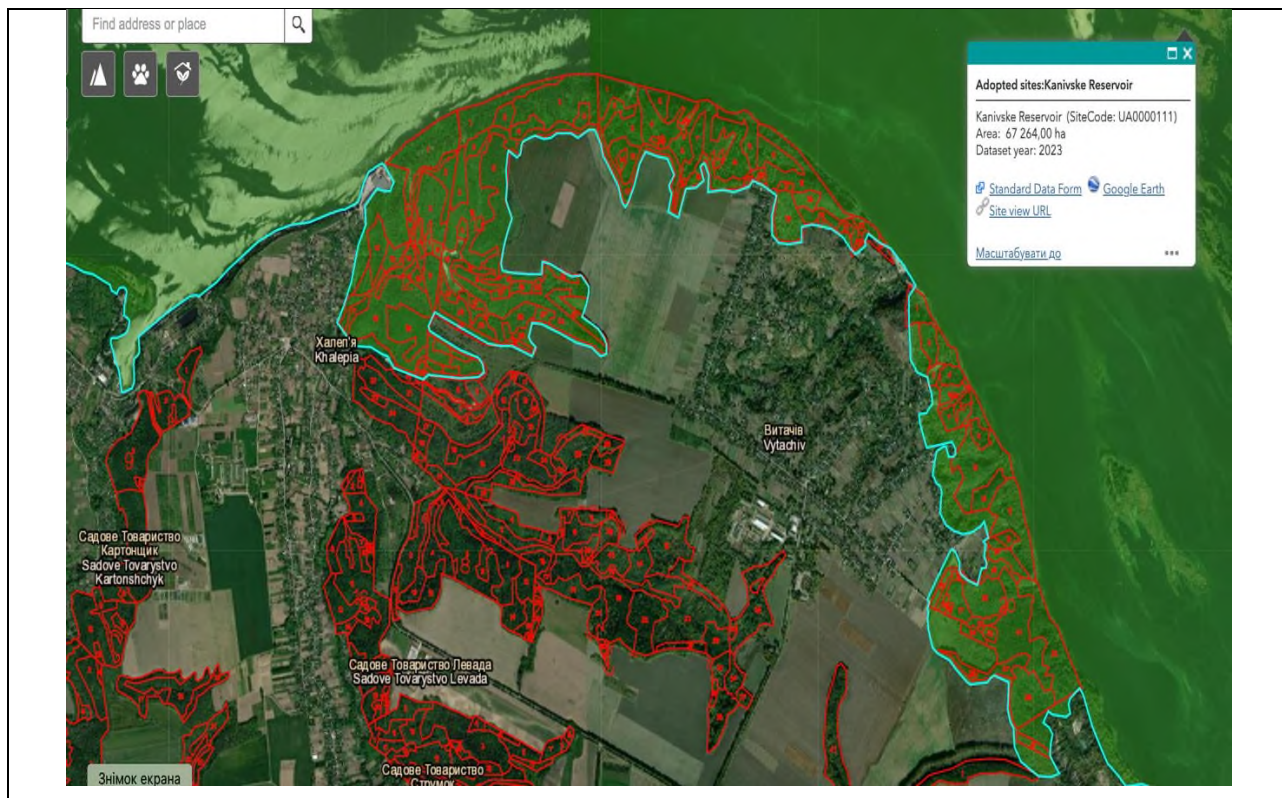 Find address or place
Adopted sites:Kanivske Reservoir
Kanivske Reservoir (SiteCode: UA0000111)
Area: 67 264,00 ha
Dataset year: 2023
Standard Data Form Google Earth
Site view URL
Масштабувати до
Халеп'я
Khalepia
Витачів
Vytachiv
Садове Товариство
Картонщик
Sadove Tovarystvo
Kartonshchyk
Садове Товариство Левада
Sadove Tovarystvo Levada
Садове Товариство
Струмок
Знімок екрана